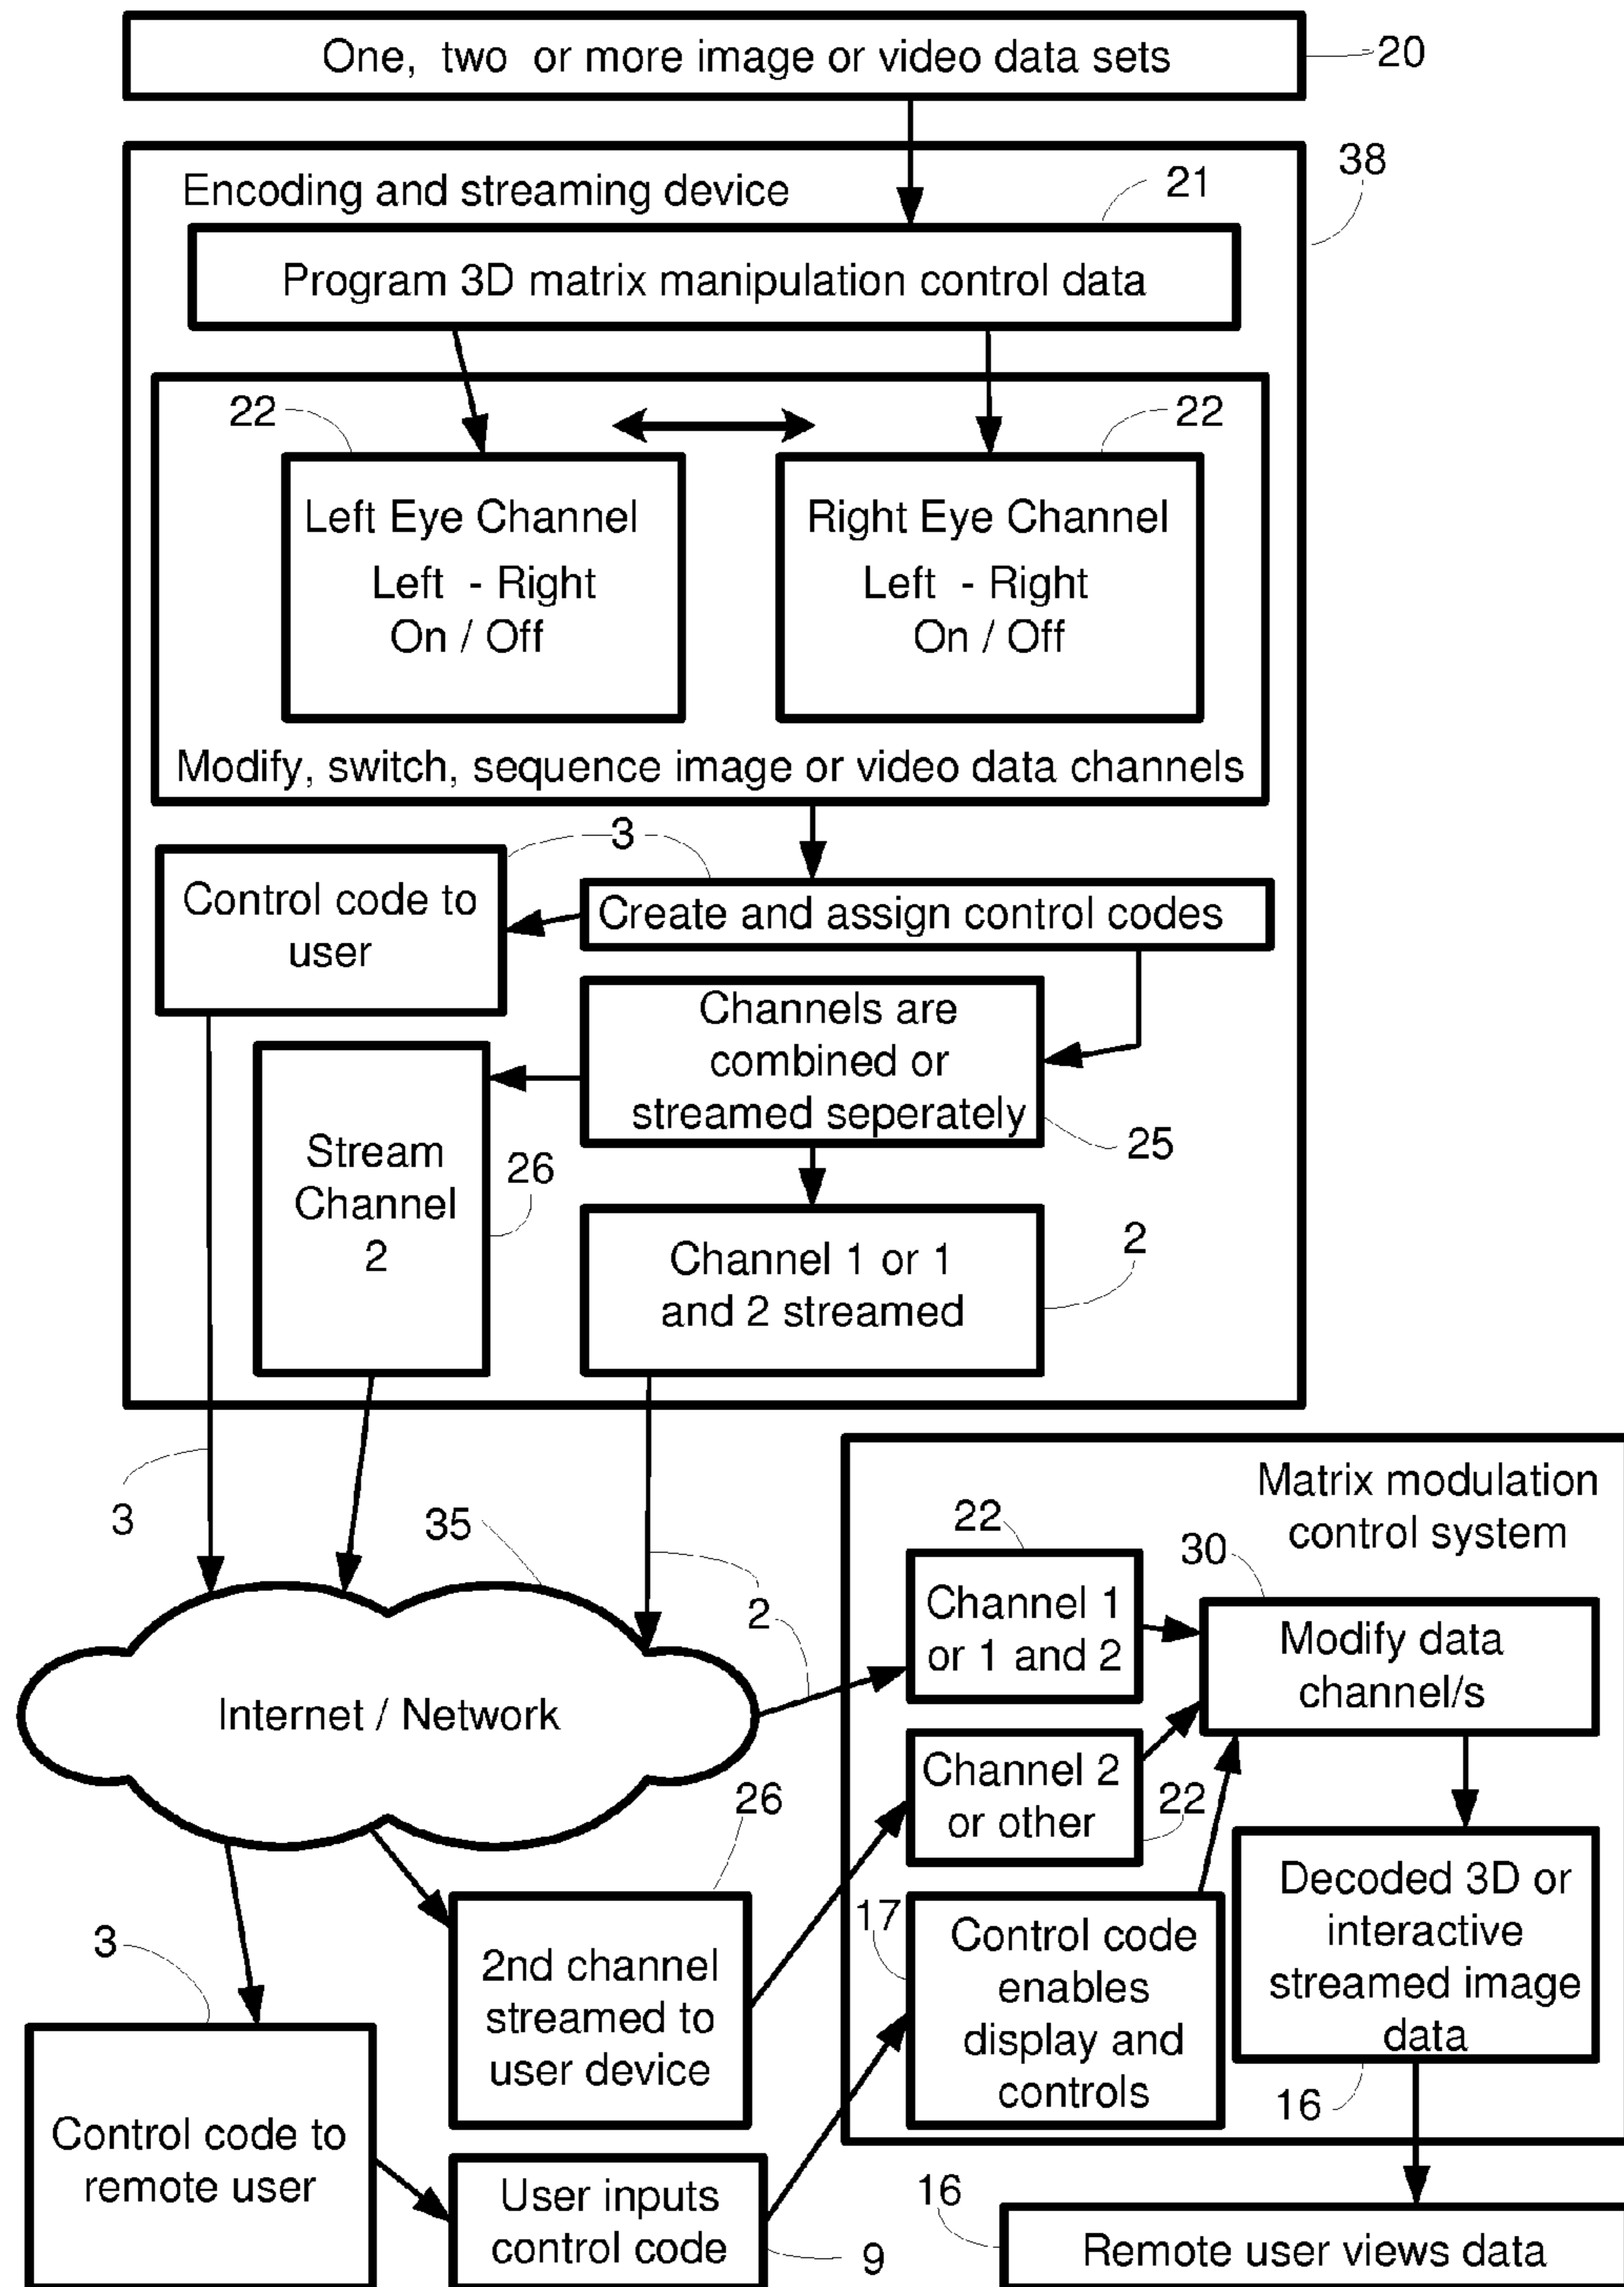 One, two or more image or video data sets
20
38
Encoding and streaming device
21
Program 3D matrix manipulation control data
22
22
Left Eye Channel
Left - Right
On / Off
Right Eye Channel
Left - Right
On / Off
Modify, switch, sequence image or video data channels
3
Control code to
user
Create and assign control codes
Channels are
combined or
streamed seperately
25
Stream
Channel
2
26
Channel 1 or 1
and 2 streamed
2
3
35
2
Internet / Network
Matrix modulation
control system
22
30
Channel 1
or 1 and 2
Modify data
channel/s
Channel 2
or other
22
26
17
Control code
enables
display and
controls
Decoded 3D or
interactive
streamed image
data
16
3
2nd channel
streamed to
user device
Control code to
remote user
User inputs
control code
9
16
Remote user views data